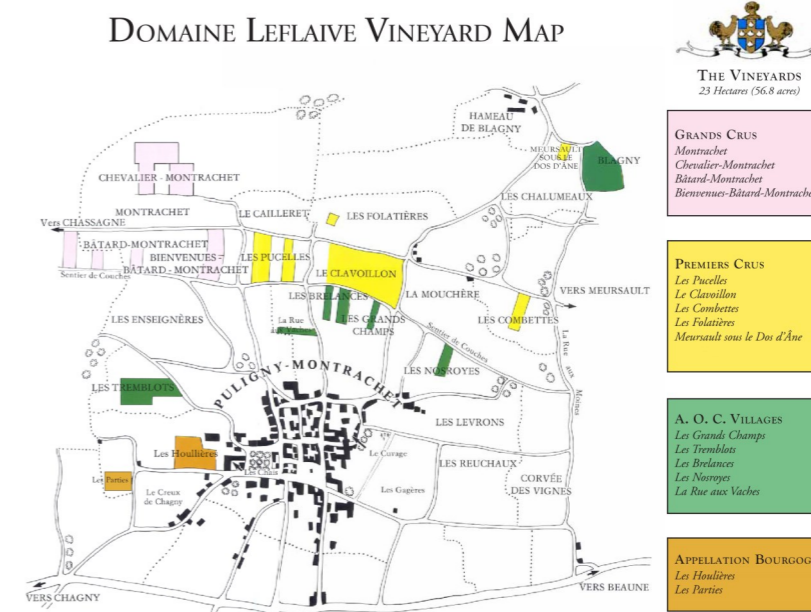 DOMAINE LEFLAIVE VINEYARD MAP
THE VINEYARDS
23 Hectares (56.8 acres)
GRANDS CRUS
Montrachet
Chevalier-Montrachet
Bâtard-Montrachet
Bienvenues-Bâtard-Montrache
PREMIERS CRUS
Les Pucelles
Le Clavoillon
Les Combettes
Les Folatières
Meursault sous le Dos d'Âne
A. O. C. VILLAGES
Les Grands Champs
Les Tremblots
Les Brelances
Les Nosroyes
La Rue aux Vaches
APPELLATION BOURGOG
Les Houlières
Les Parties
HAMEAU
DE BLAGNY
MEURSAULT
SOUS LE
DOS D'ÂNE
BLAGNY
CHEVALIER - MONTRACHET
LES CHALUMEAUX
MONTRACHET
LE CAILLERET
LES FOLATIÈRES
Vers CHASSAGNE
BÂTARD-MONTRACHET
BIENVENUES -
BÂTARD-MONTRACHET
LES PUCELLES
LE CLAVOILLON
Sentier de Couches
LES BRELANCES
LA MOUCHÈRE
VERS MEURSAULT
LES ENSEIGNÈRES
La Rue
aux Vaches
LES GRANDS
CHAMPS
LES COMBETTES
Sentier de Couches
La Rue aux Moines
LES NOSROYES
PULIGNY-MONTRACHET
LES TREMBLOTS
LES LEVRONS
Les Houllières
Le Curage
LES REUCHAUX
Les Chais
Les Parties
Le Creux
de Chagny
Les Gagères
CORVÉE
DES VIGNES
VERS CHAGNY
VERS BEAUNE